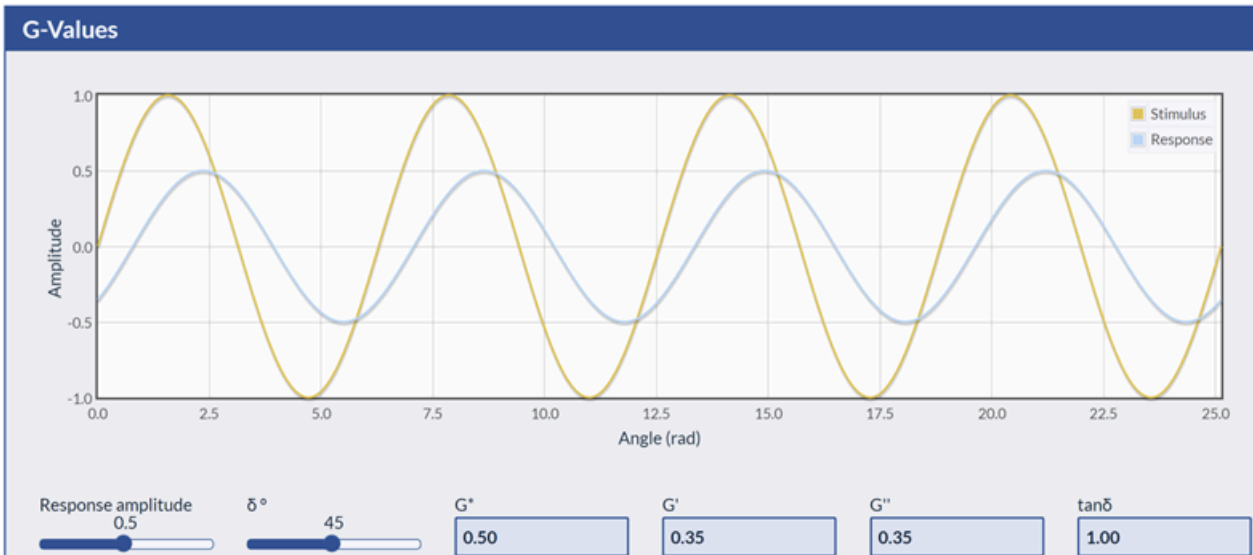 G-Values
1.0
0.5
0.0
-0.5
-1.0
Amplitude
Stimulus
Response
0.0 2.5 5.0 7.5 10.0 12.5 15.0 17.5 20.0 22.5 25.0
Angle (rad)
Response amplitude δ° G* G' G'' tanδ
0.5 45
0.50 0.35 0.35 1.00